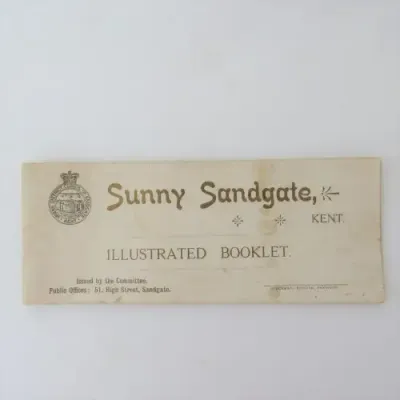 Sunny Sandgate,
KENT.
ILLUSTRATED BOOKLET.
Issued by the Committee,
Public Offices: 51, High Street, Sandgate.